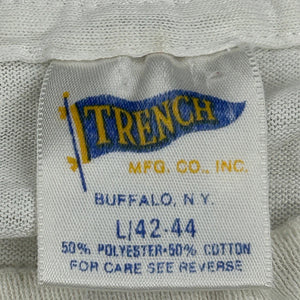 TRENCH
MFG. CO., INC.
BUFFALO, N.Y.
L/42-44
50% POLYESTER•50% COTTON
FOR CARE SEE REVERSE